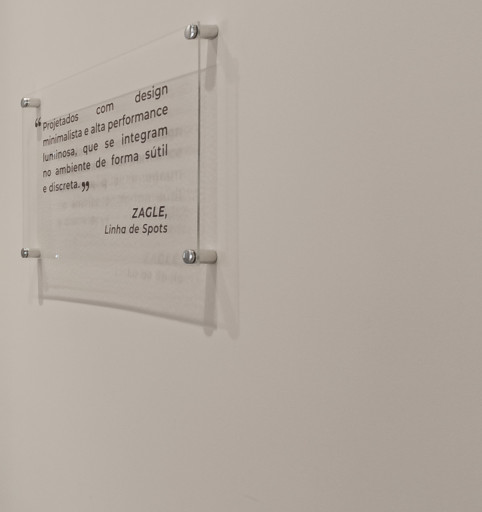 “Projetados com design
minimalista e alta performance
luminosa, que se integram
no ambiente de forma sútil
e discreta.”
ZAGLE,
Linha de Spots